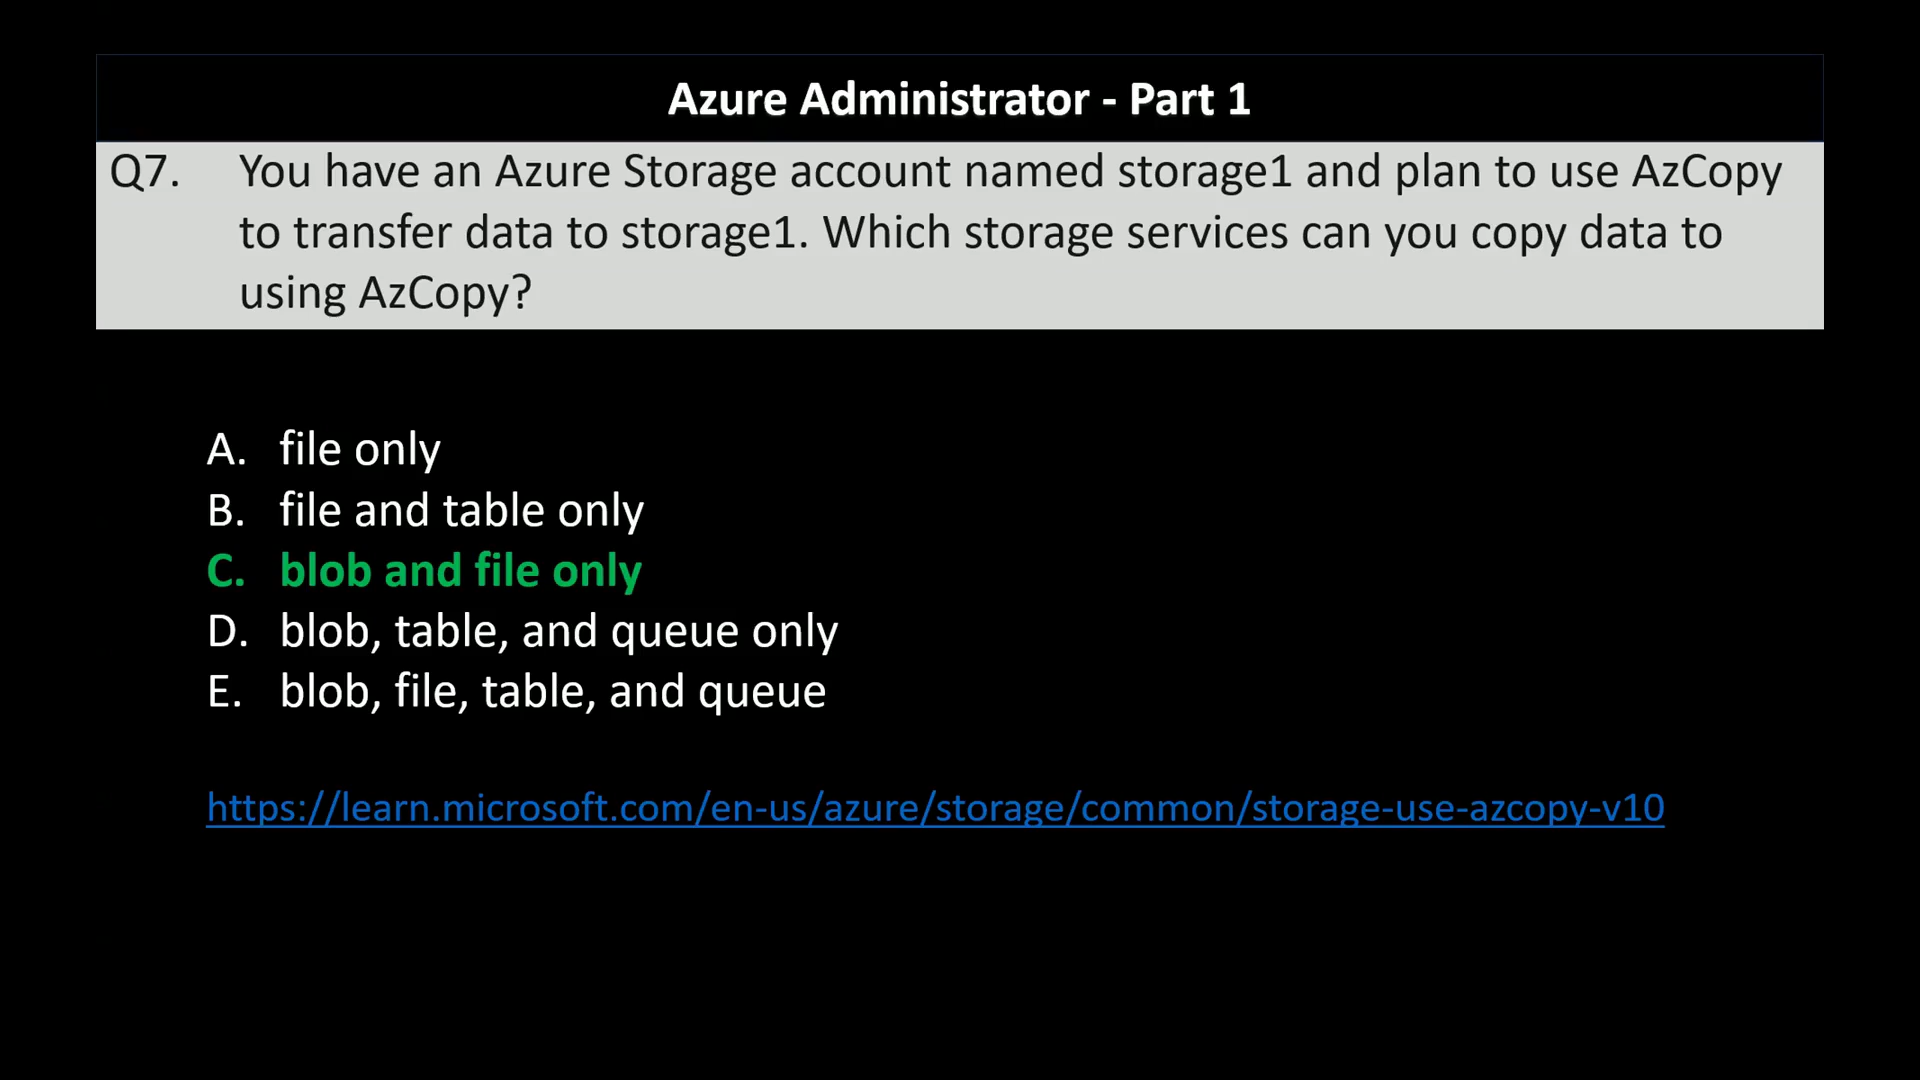 Azure Administrator - Part 1
Q7. You have an Azure Storage account named storage1 and plan to use AzCopy
to transfer data to storage1. Which storage services can you copy data to
using AzCopy?
A. file only
B. file and table only
C. blob and file only
D. blob, table, and queue only
E. blob, file, table, and queue
https://learn.microsoft.com/en-us/azure/storage/common/storage-use-azcopy-v10